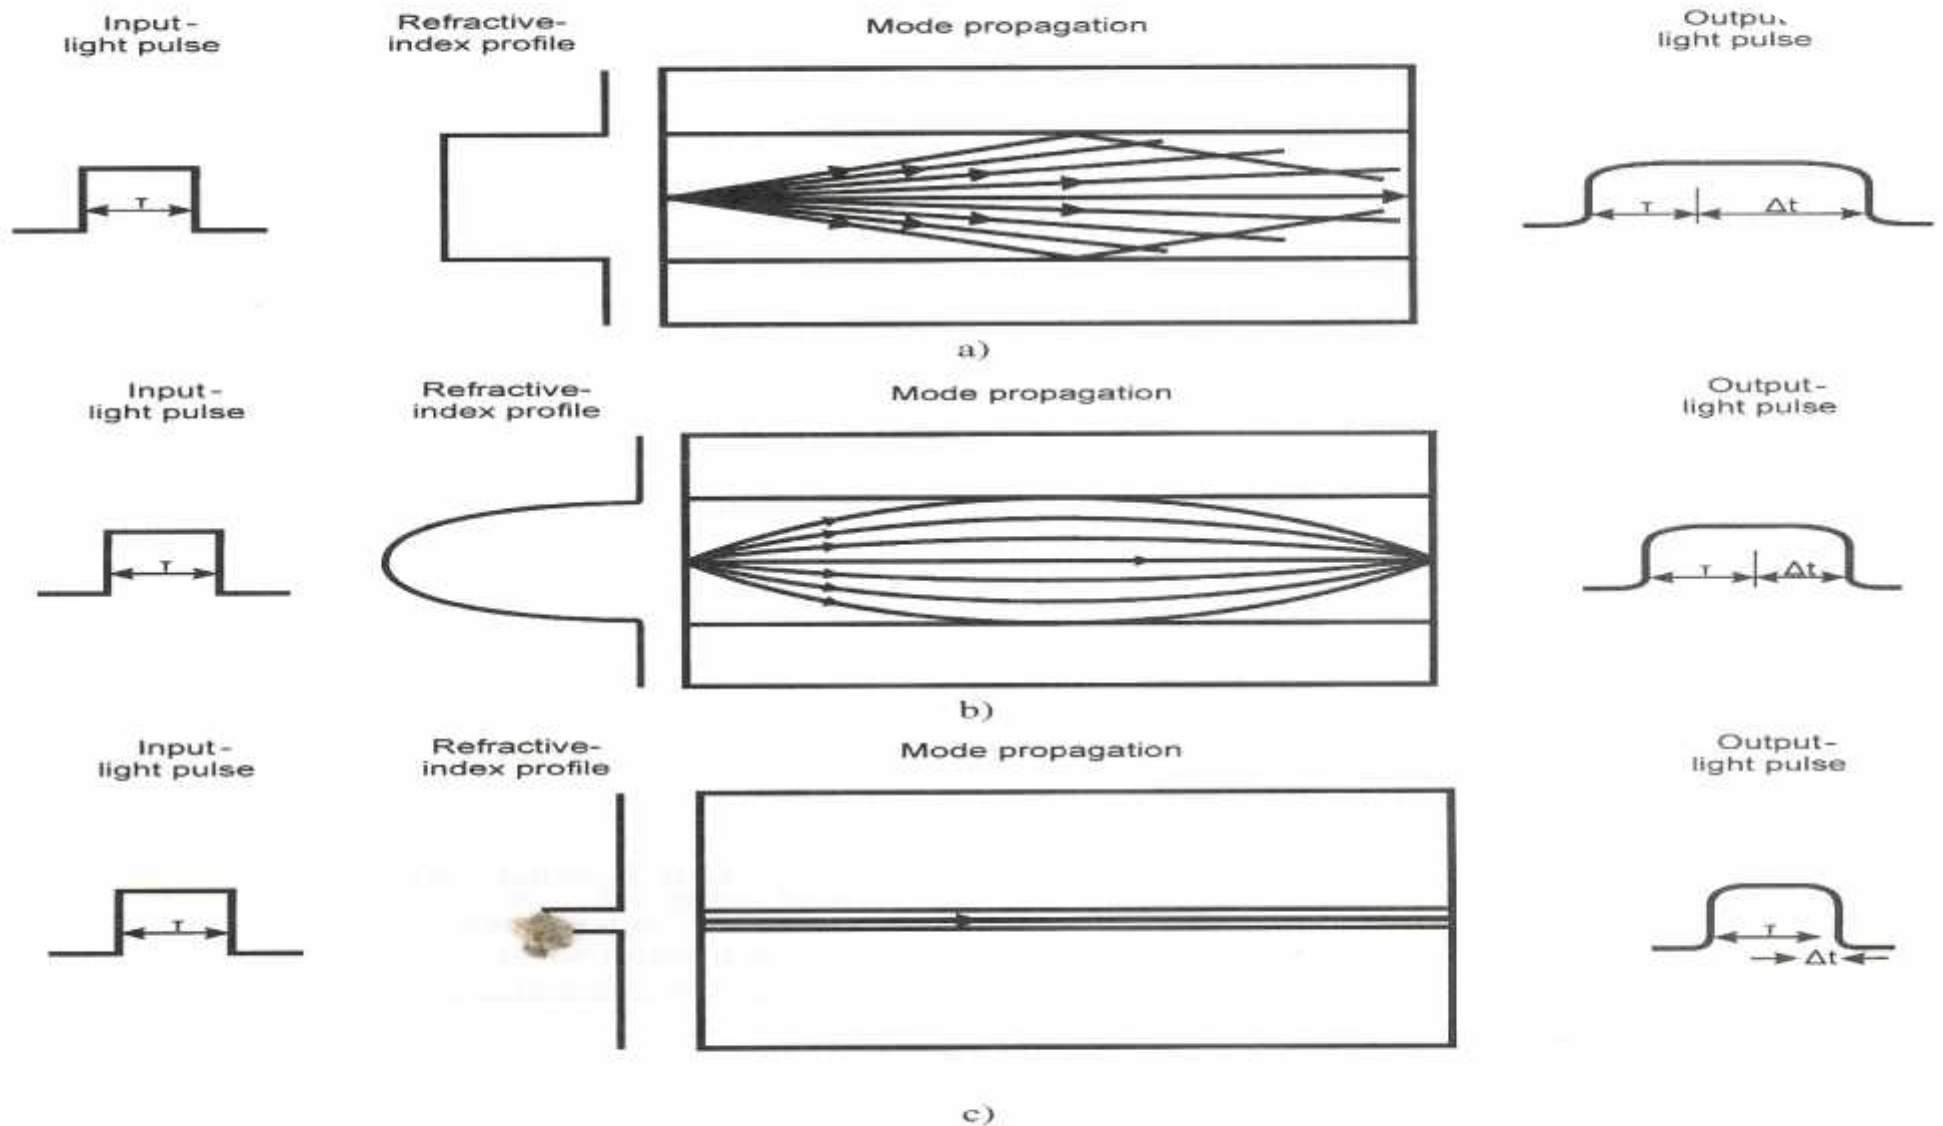 Input-
light pulse
Refractive-
index profile
Mode propagation
light pulse
T
T
Δt
a)
Input-
light pulse
Refractive-
index profile
Mode propagation
Output-
light pulse
T
T
Δt
b)
Input-
light pulse
Refractive-
index profile
Mode propagation
Output-
light pulse
T
T
Δt
c)